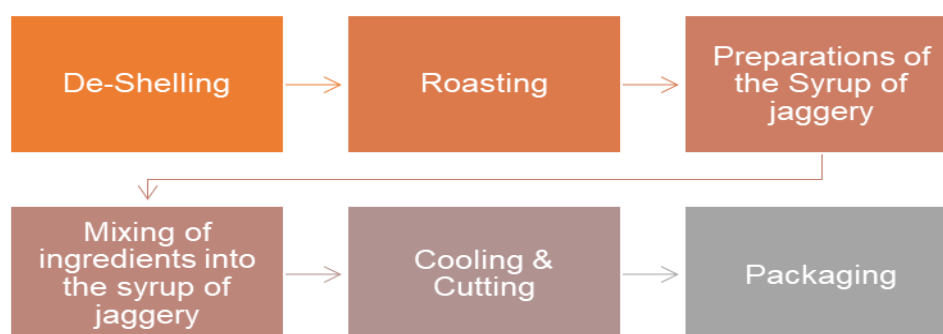 De-Shelling
Roasting
Preparations of
the Syrup of
jaggery
Mixing of
ingredients into
the syrup of
jaggery
Cooling &
Cutting
Packaging